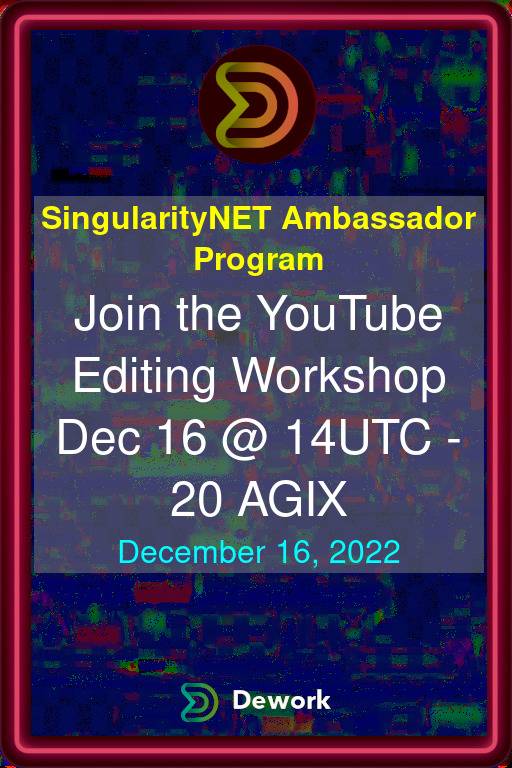 SingularityNET Ambassador
Program
Join the YouTube
Editing Workshop
Dec 16 @ 14UTC -
20 AGIX
December 16, 2022
Dework